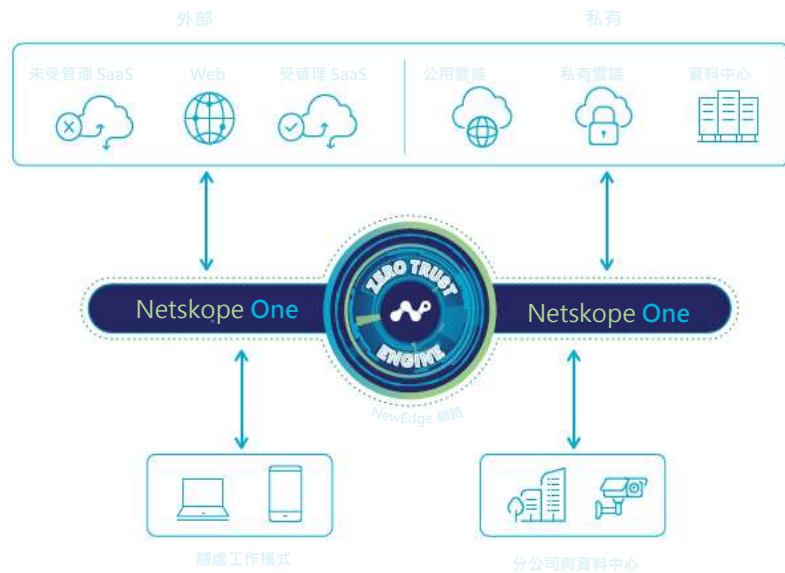 外部
私有
未受管理 SaaS
Web
受管理 SaaS
公用雲端
私有雲端
資料中心
ZERO TRUST
ENGINE
Netskope One
Netskope One
NewEdge 網路
隨處工作模式
分公司與資料中心